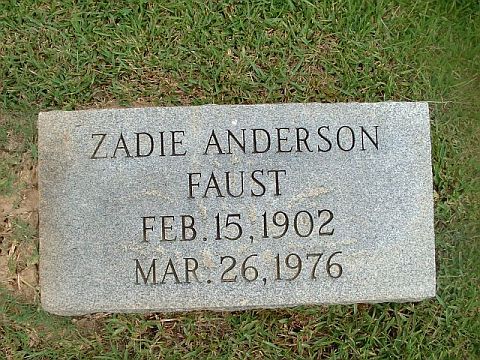 ZADIE ANDERSON
FAUST
FEB. 15, 1902
MAR. 26, 1976